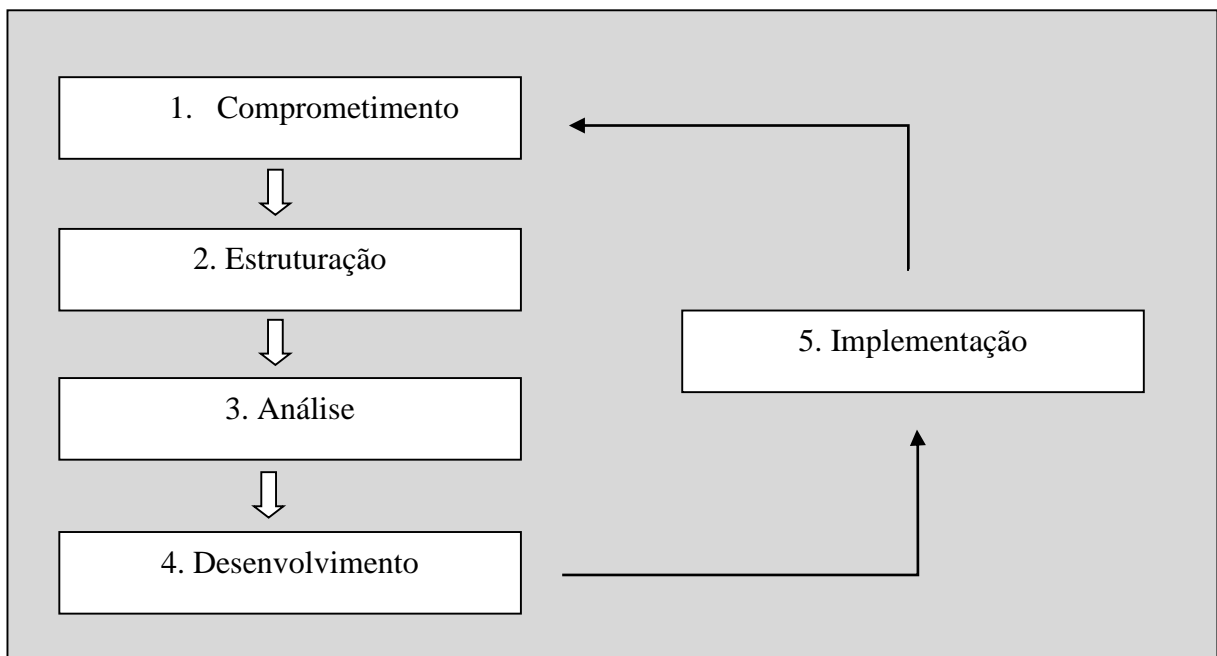 1. Comprometimento
2. Estruturação
3. Análise
4. Desenvolvimento
5. Implementação